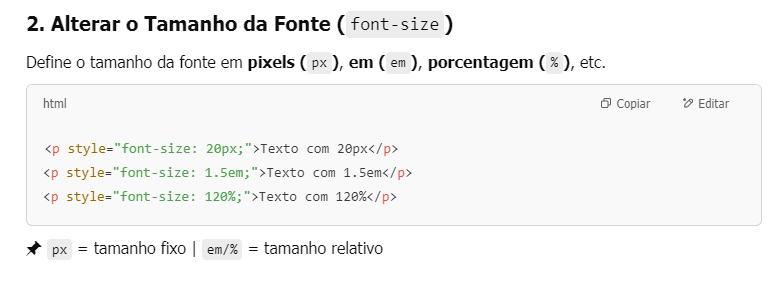 2. Alterar o Tamanho da Fonte (font-size)
Define o tamanho da fonte em pixels (px), em (em), porcentagem (%), etc.
html
Copiar
Editar
<p style="font-size: 20px;">Texto com 20px</p>
<p style="font-size: 1.5em;">Texto com 1.5em</p>
<p style="font-size: 120%;">Texto com 120%</p>
📌 px = tamanho fixo | em/% = tamanho relativo